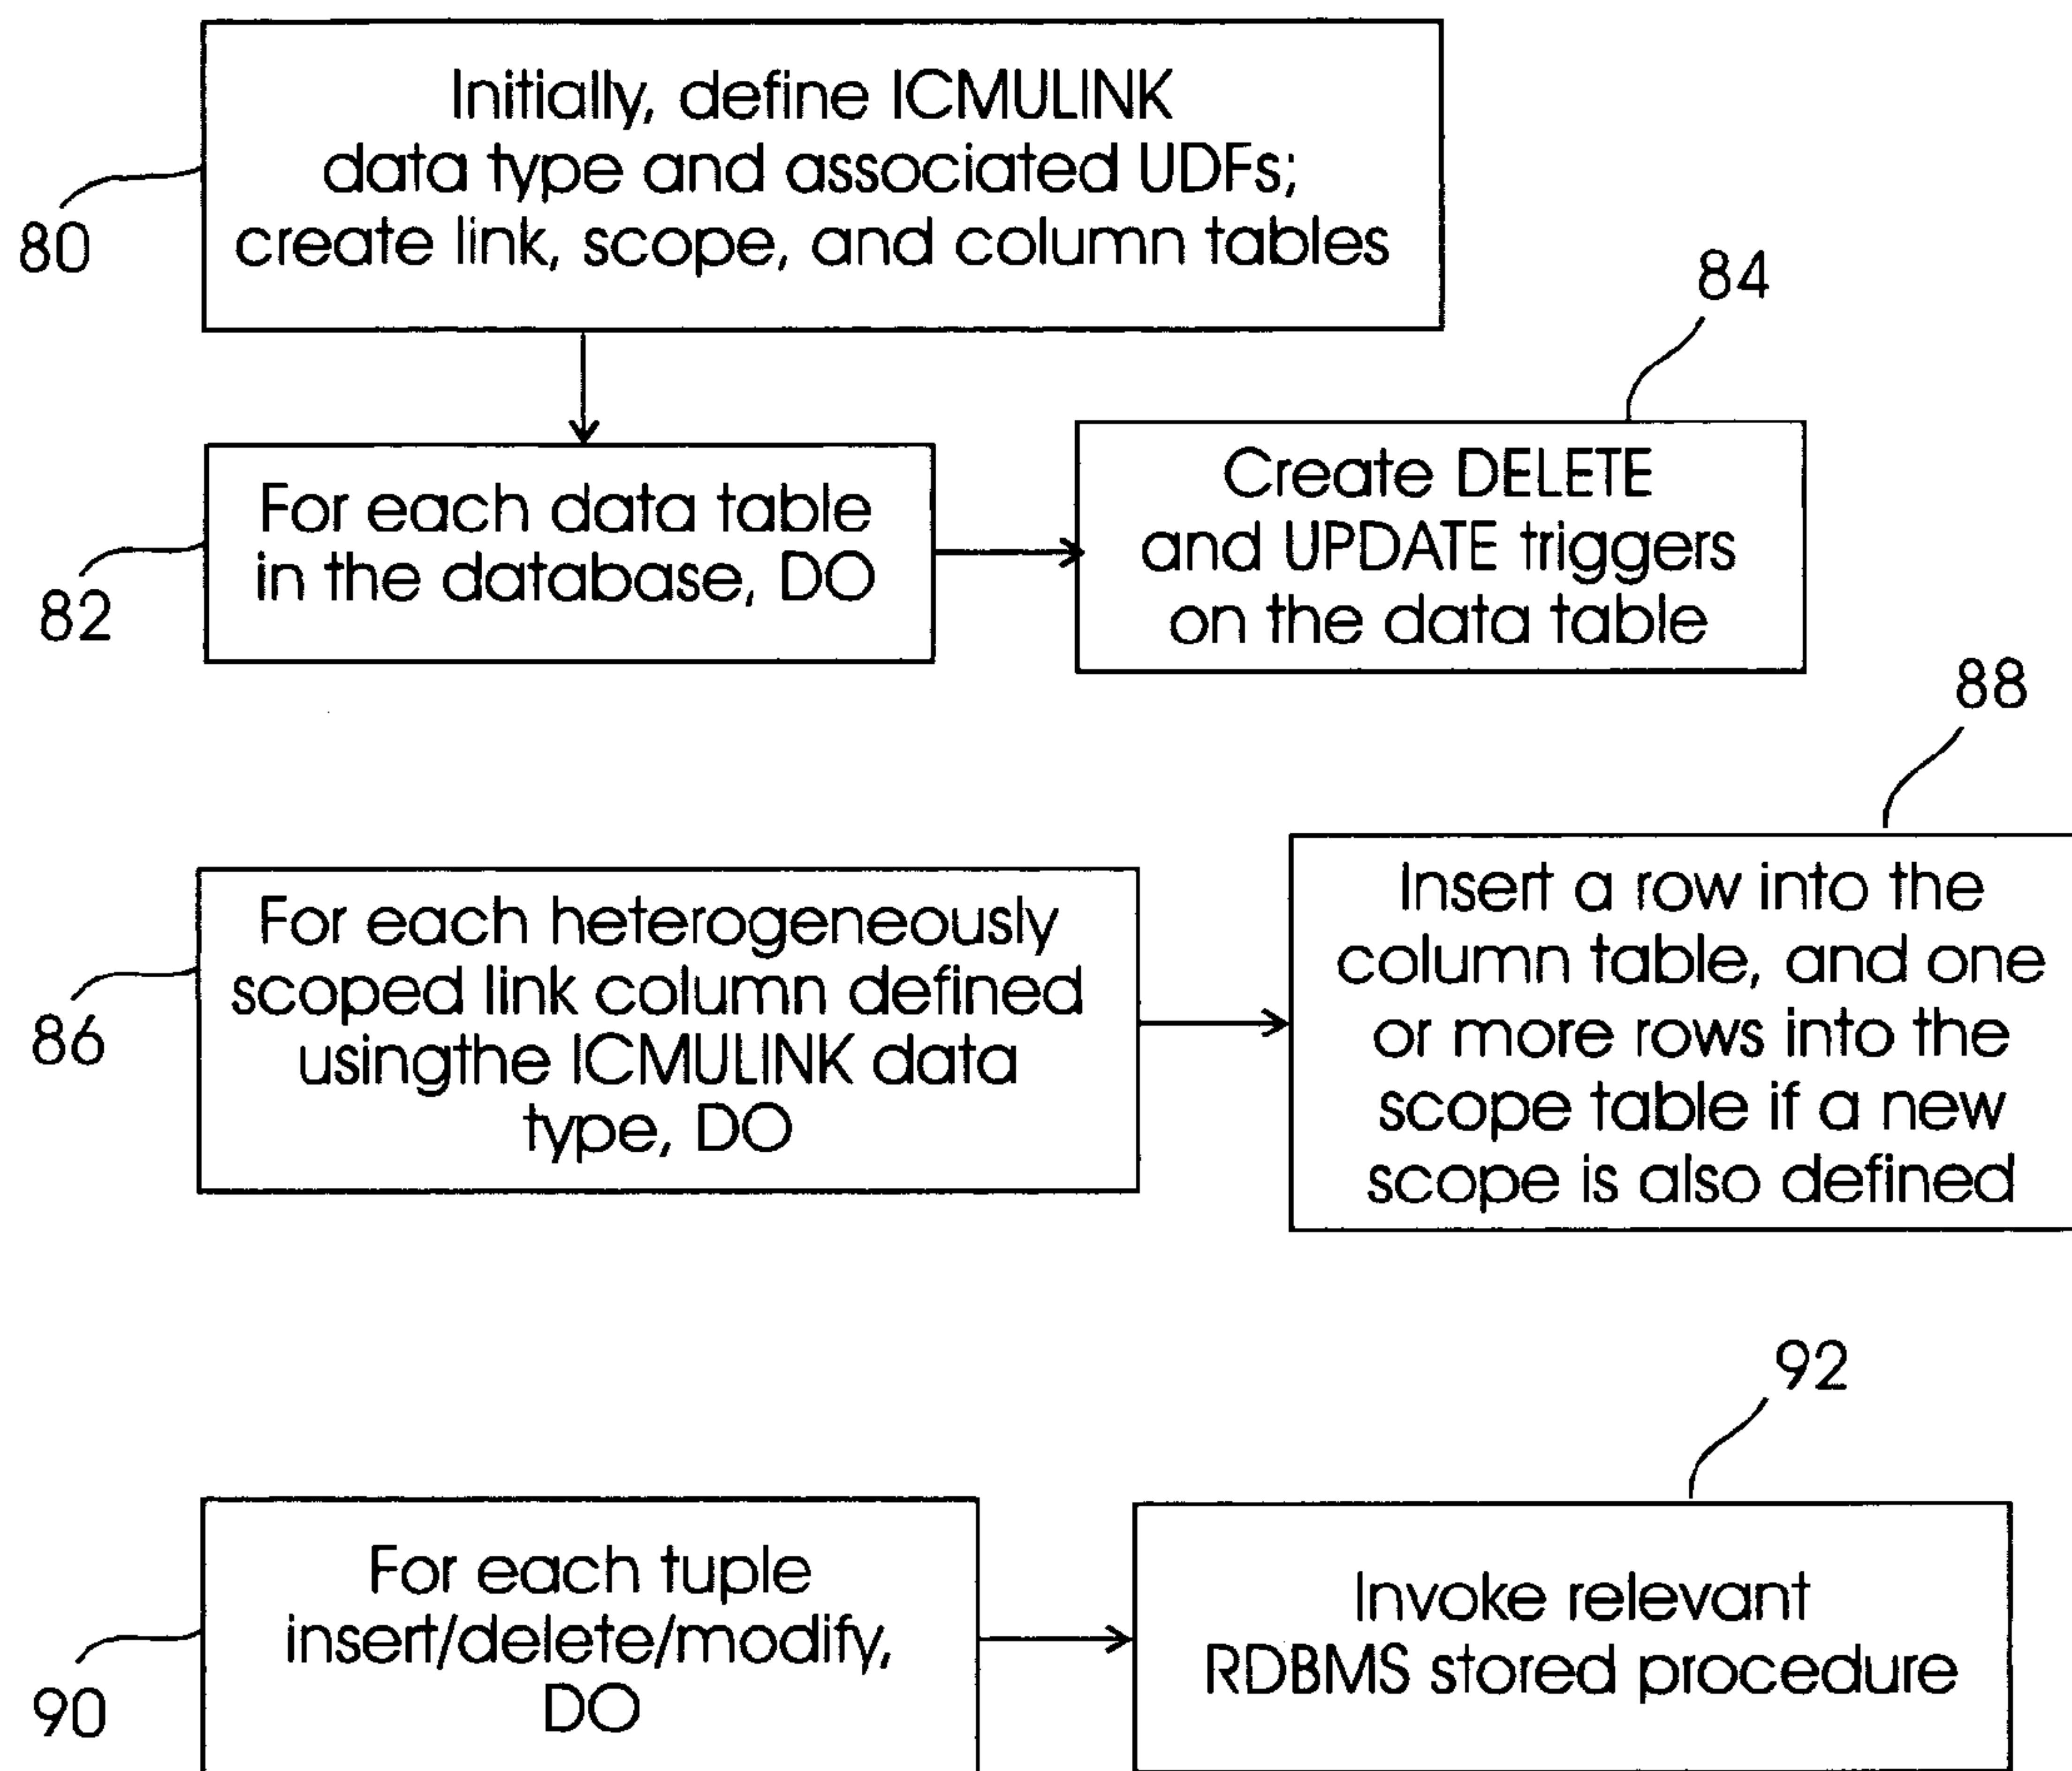 Initially, define ICMULINK
data type and associated UDFs;
create link, scope, and column tables
80
84
For each data table
in the database, DO
82
Create DELETE
and UPDATE triggers
on the data table
88
For each heterogeneously
scoped link column defined
usingthe ICMULINK data
type, DO
86
Insert a row into the
column table, and one
or more rows into the
scope table if a new
scope is also defined
92
For each tuple
insert/delete/modify,
DO
90
Invoke relevant
RDBMS stored procedure